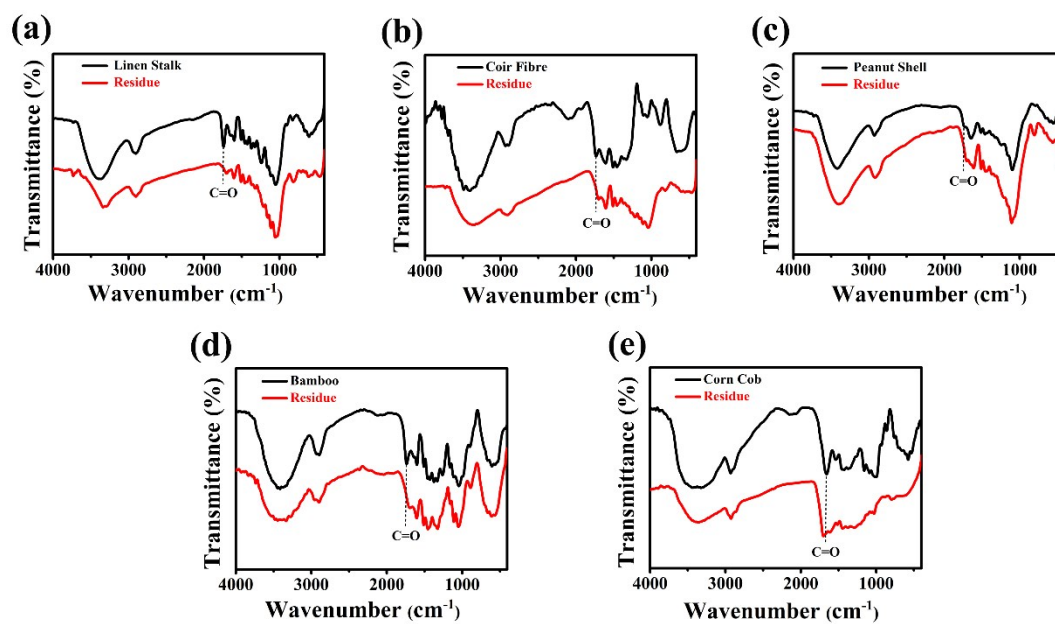 (a)
Linen Stalk
Residue
Transmittance (%)
C=O
4000 3000 2000 1000
Wavenumber (cm⁻¹)
(b)
Coir Fibre
Residue
Transmittance (%)
C=O
4000 3000 2000 1000
Wavenumber (cm⁻¹)
(c)
Peanut Shell
Residue
Transmittance (%)
C=O
4000 3000 2000 1000
Wavenumber (cm⁻¹)
(d)
Bamboo
Residue
Transmittance (%)
C=O
4000 3000 2000 1000
Wavenumber (cm⁻¹)
(e)
Corn Cob
Residue
Transmittance (%)
C=O
4000 3000 2000 1000
Wavenumber (cm⁻¹)